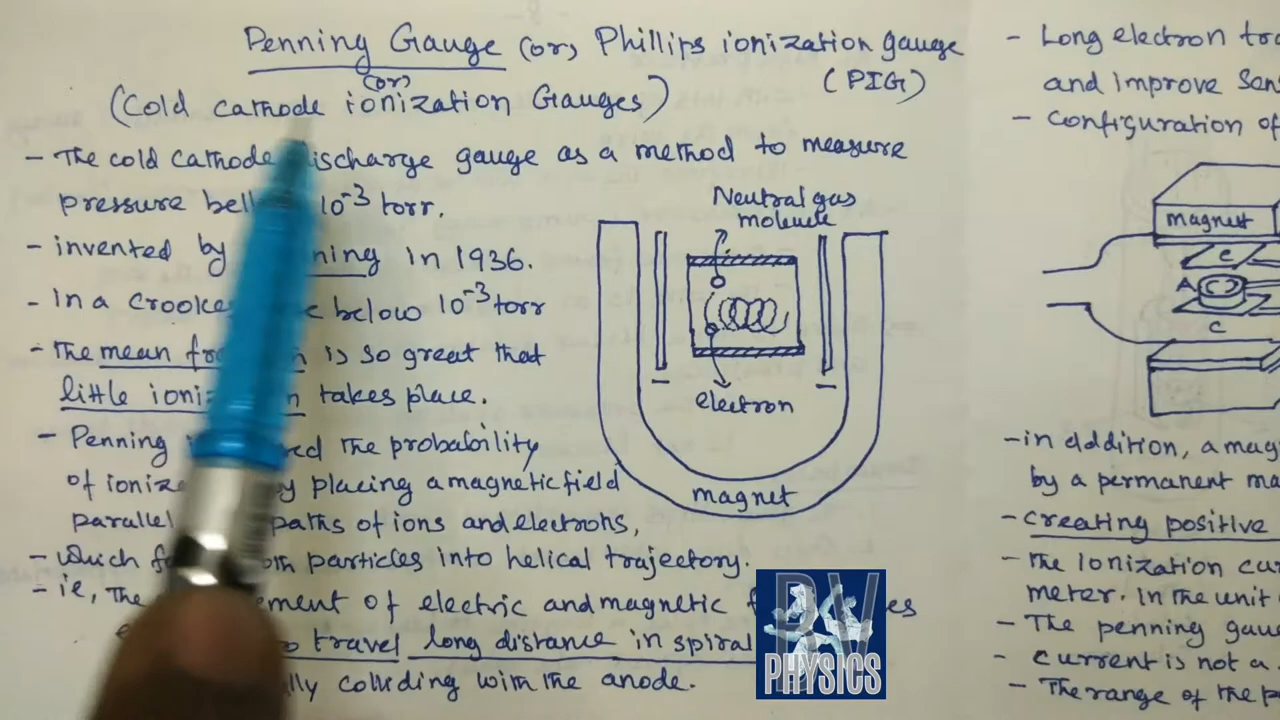 Penning Gauge (or) Phillips ionization gauge
(or) (PIG)
(Cold cathode ionization Gauges)
- The cold cathode discharge gauge as a method to measure
pressure 10-3 torr.
- invented by in 1936.
- In a below 10-3 torr
- The mean is so great that
little takes place.
- Penning the probability
of placing a magnetic field
parallel paths of ions and electrons,
- which particles into helical trajectory.
- ie, The of electric and magnetic
travel long distance in spiral
colliding with the anode.
Neutral gas
molecule
electron
magnet
- Long electron
and improve
- Configuration of
magnet
C
A
C
- in addition, a
by a permanent
- creating positive
- The Ionization
meter. In the unit
- The penning
- Current is not a
- The range of the
RV
PHYSICS